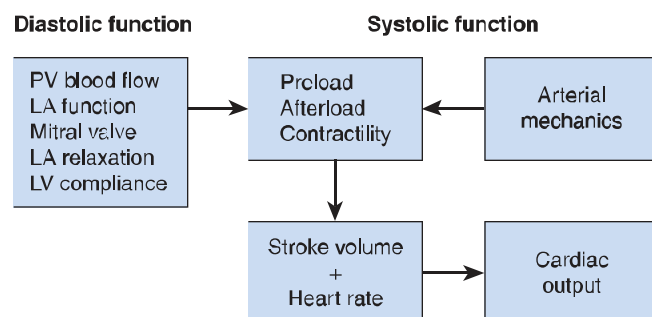 Diastolic function
Systolic function
PV blood flow
LA function
Mitral valve
LA relaxation
LV compliance
Preload
Afterload
Contractility
Arterial
mechanics
Stroke volume
+
Heart rate
Cardiac
output